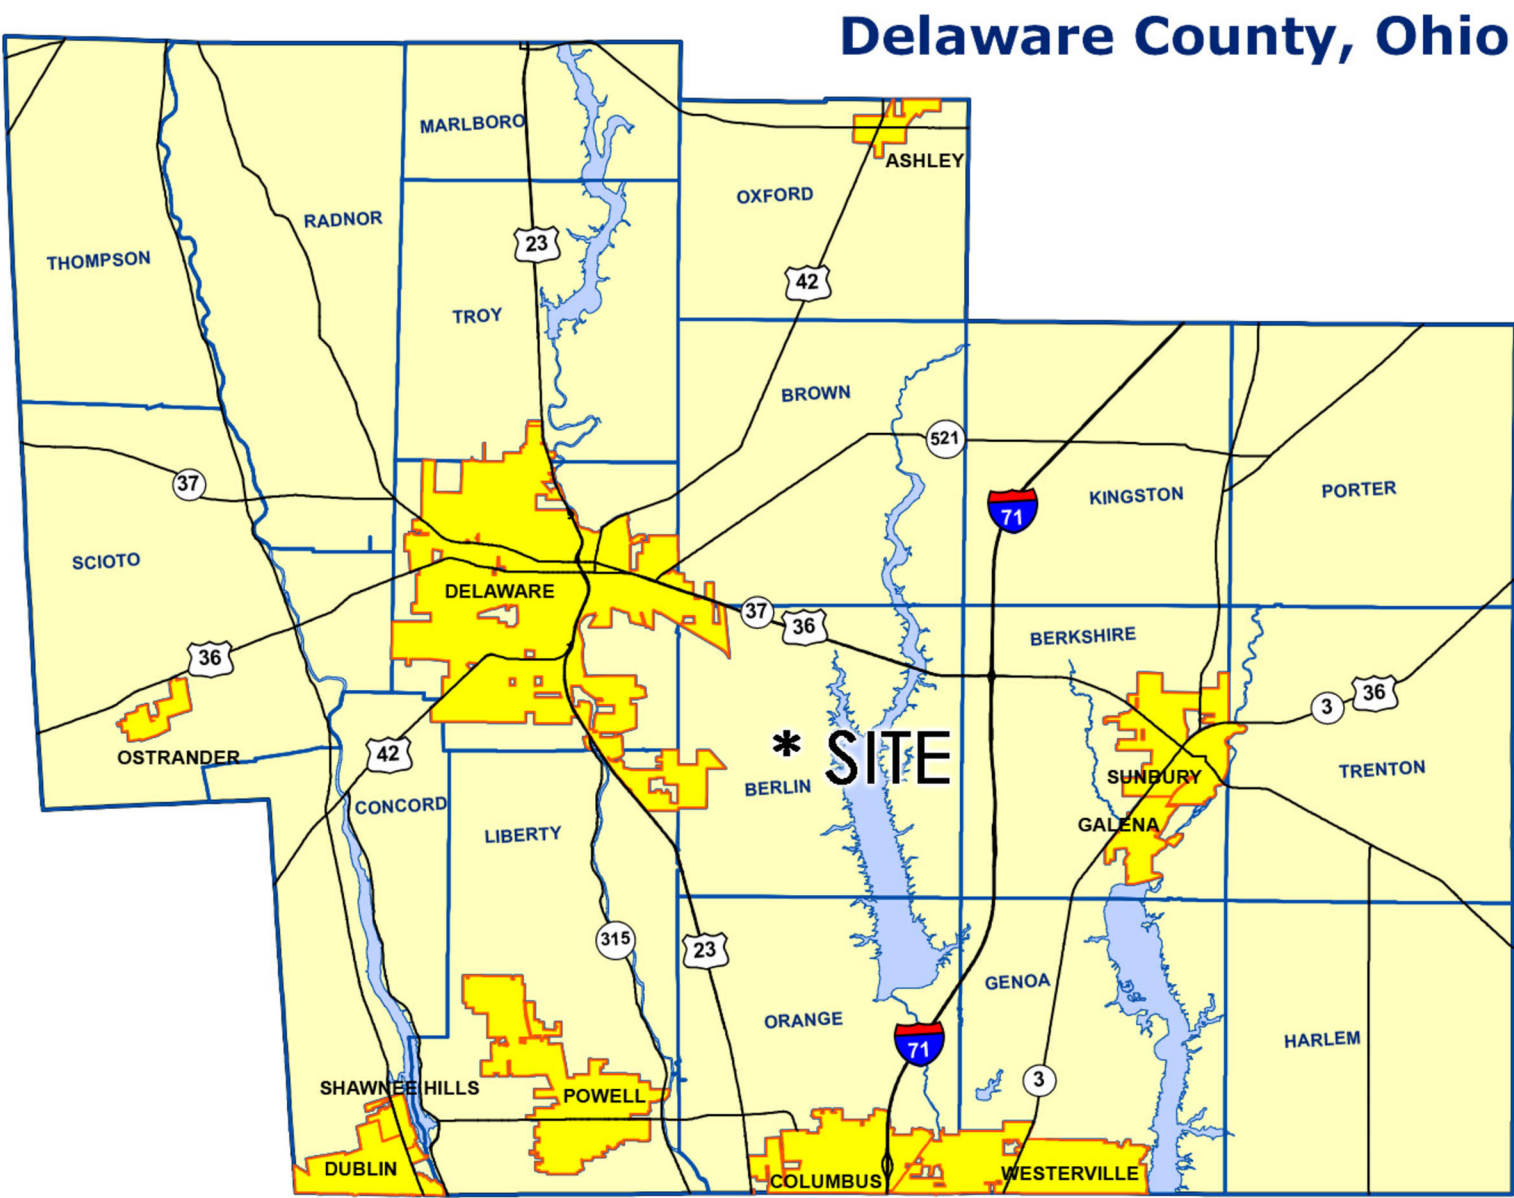 Delaware County, Ohio
MARLBORO
ASHLEY
OXFORD
RADNOR
23
THOMPSON
42
TROY
BROWN
521
37
KINGSTON
PORTER
71
SCIOTO
DELAWARE
37
36
BERKSHIRE
36
3
36
* SITE
OSTRANDER
42
SUNBURY
TRENTON
BERLIN
CONCORD
GALENA
LIBERTY
315
23
GENOA
ORANGE
HARLEM
71
3
SHAWNEE HILLS
POWELL
DUBLIN
COLUMBUS
WESTERVILLE